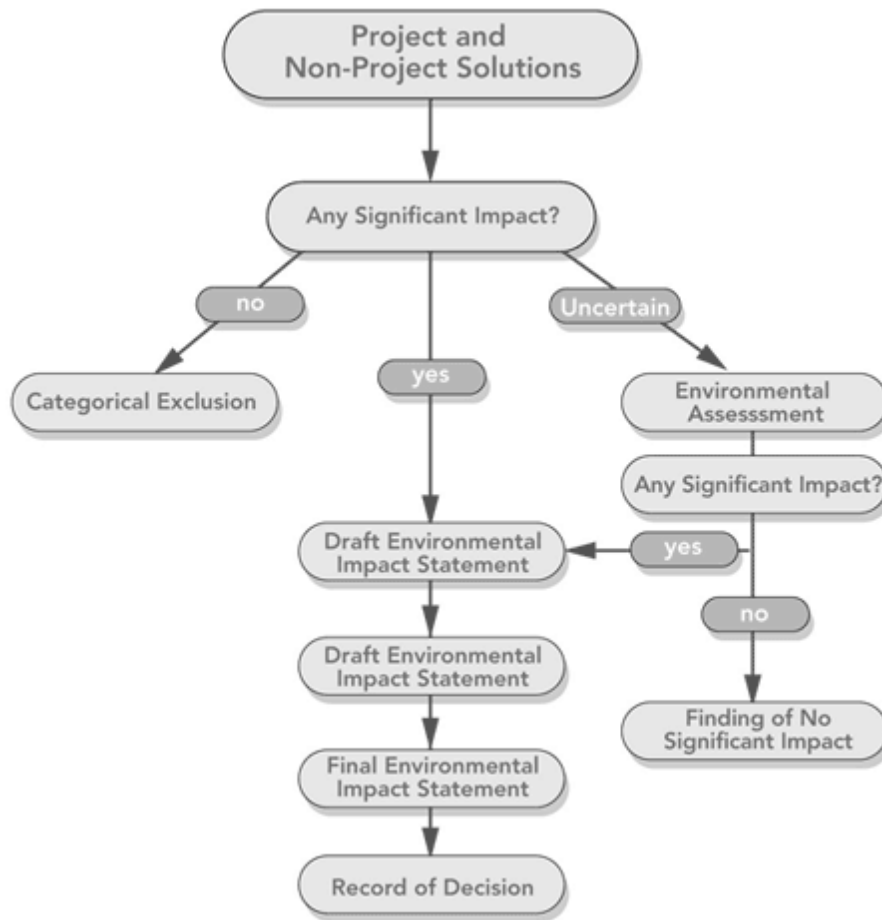 Project and
Non-Project Solutions
Any Significant Impact?
no
Uncertain
yes
Categorical Exclusion
Environmental
Assesssment
Any Significant Impact?
Draft Environmental
Impact Statement
yes
no
Draft Environmental
Impact Statement
Finding of No
Significant Impact
Final Environmental
Impact Statement
Record of Decision